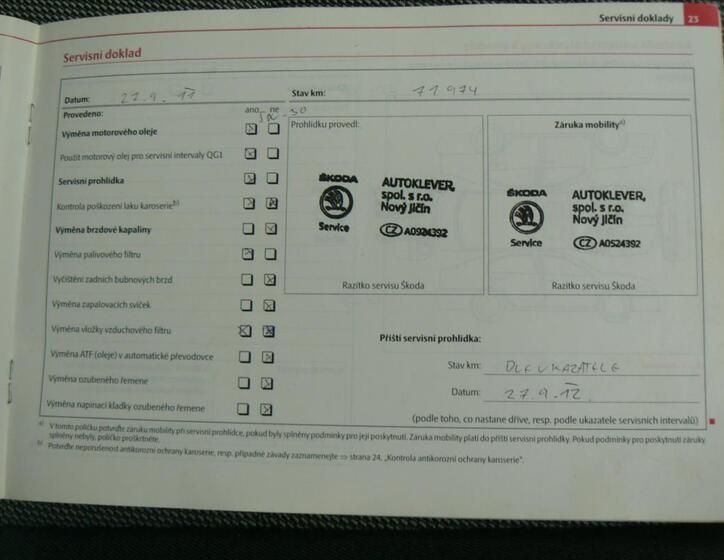 Servisní doklady 23
Servisní doklad
Datum: 27.9.11 Stav km: 71 974
Provedeno: ano ne
Výměna motorového oleje
Použit motorový olej pro servisní intervaly QG1
Servisní prohlídka
Kontrola poškození laku karoserie b)
Výměna brzdové kapaliny
Výměna palivového filtru
Vyčištění zadních bubnových brzd
Výměna zapalovacích svíček
Výměna vložky vzduchového filtru
Výměna ATF (oleje) v automatické převodovce
Výměna ozubeného řemene
Výměna napínací kladky ozubeného řemene
Prohlídku provedl:
ŠKODA
Service
AUTOKLEVER,
spol. s r.o.
Nový Jičín
CZ A0524392
Razítko servisu Škoda
Záruka mobility a)
ŠKODA
Service
AUTOKLEVER,
spol. s r.o.
Nový Jičín
CZ A0524392
Razítko servisu Škoda
Příští servisní prohlídka:
Stav km: DLE UKAZATELE
Datum: 27.9.12.
(podle toho, co nastane dříve, resp. podle ukazatele servisních intervalů)
a) V tomto políčku potvrďte záruku mobility při servisní prohlídce, pokud byly splněny podmínky pro její poskytnutí. Záruka mobility platí do příští servisní prohlídky. Pokud podmínky pro poskytnutí záruky
splněny nebyly, políčko proškrtněte.
b) Potvrďte neporušenost antikorozní ochrany karoserie, resp. případné závady zaznamenejte ⇒ strana 24, „Kontrola antikorozní ochrany karoserie“.